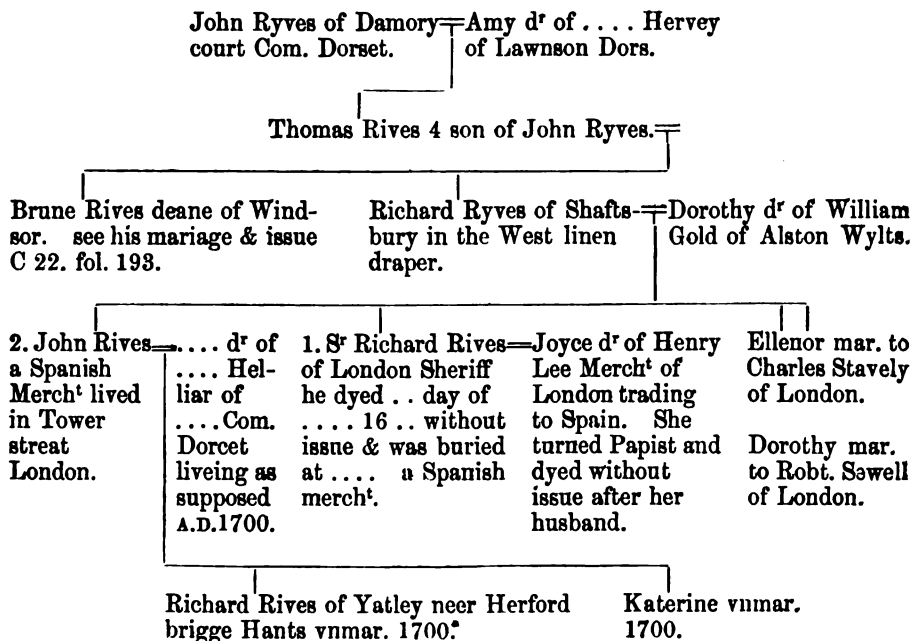 John Ryves of Damory
court Com. Dorset.
Amy dʳ of .... Hervey
of Lawnson Dors.
Thomas Rives 4 son of John Ryves.
Brune Rives deane of Wind-
sor. see his mariage & issue
C 22. fol. 193.
Richard Ryves of Shafts-
bury in the West linen
draper.
Dorothy dʳ of William
Gold of Alston Wylts.
2. John Rives
a Spanish
Merchᵗ lived
in Tower
streat
London.
.... dʳ of
.... Hel-
liar of
....Com.
Dorcet
liveing as
supposed
A.D.1700.
1. Sʳ Richard Rives
of London Sheriff
he dyed .. day of
.... 16 .. without
issue & was buried
at .... a Spanish
merchᵗ.
Joyce dʳ of Henry
Lee Merchᵗ of
London trading
to Spain. She
turned Papist and
dyed without
issue after her
husband.
Ellenor mar. to
Charles Stavely
of London.
Dorothy mar.
to Robt. Sawell
of London.
Richard Rives of Yatley neer Herford
brigge Hants vnmar. 1700.ᵃ
Katerine vnmar.
1700.